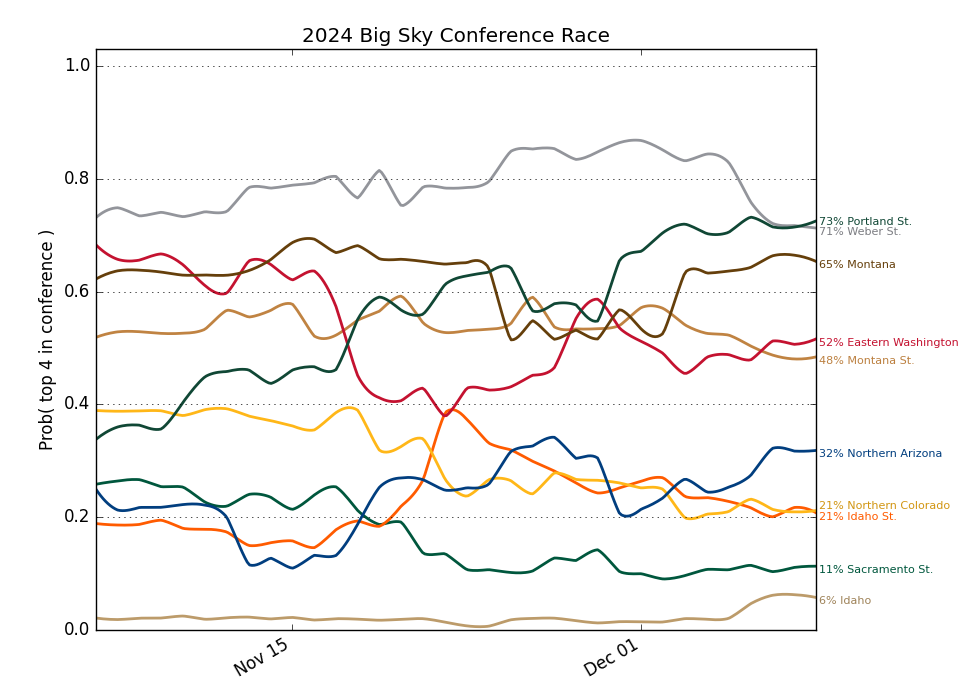 2024 Big Sky Conference Race
Prob( top 4 in conference )
1.0
0.8
0.6
0.4
0.2
0.0
Nov 15
Dec 01
73% Portland St.
71% Weber St.
65% Montana
52% Eastern Washington
48% Montana St.
32% Northern Arizona
21% Northern Colorado
21% Idaho St.
11% Sacramento St.
6% Idaho